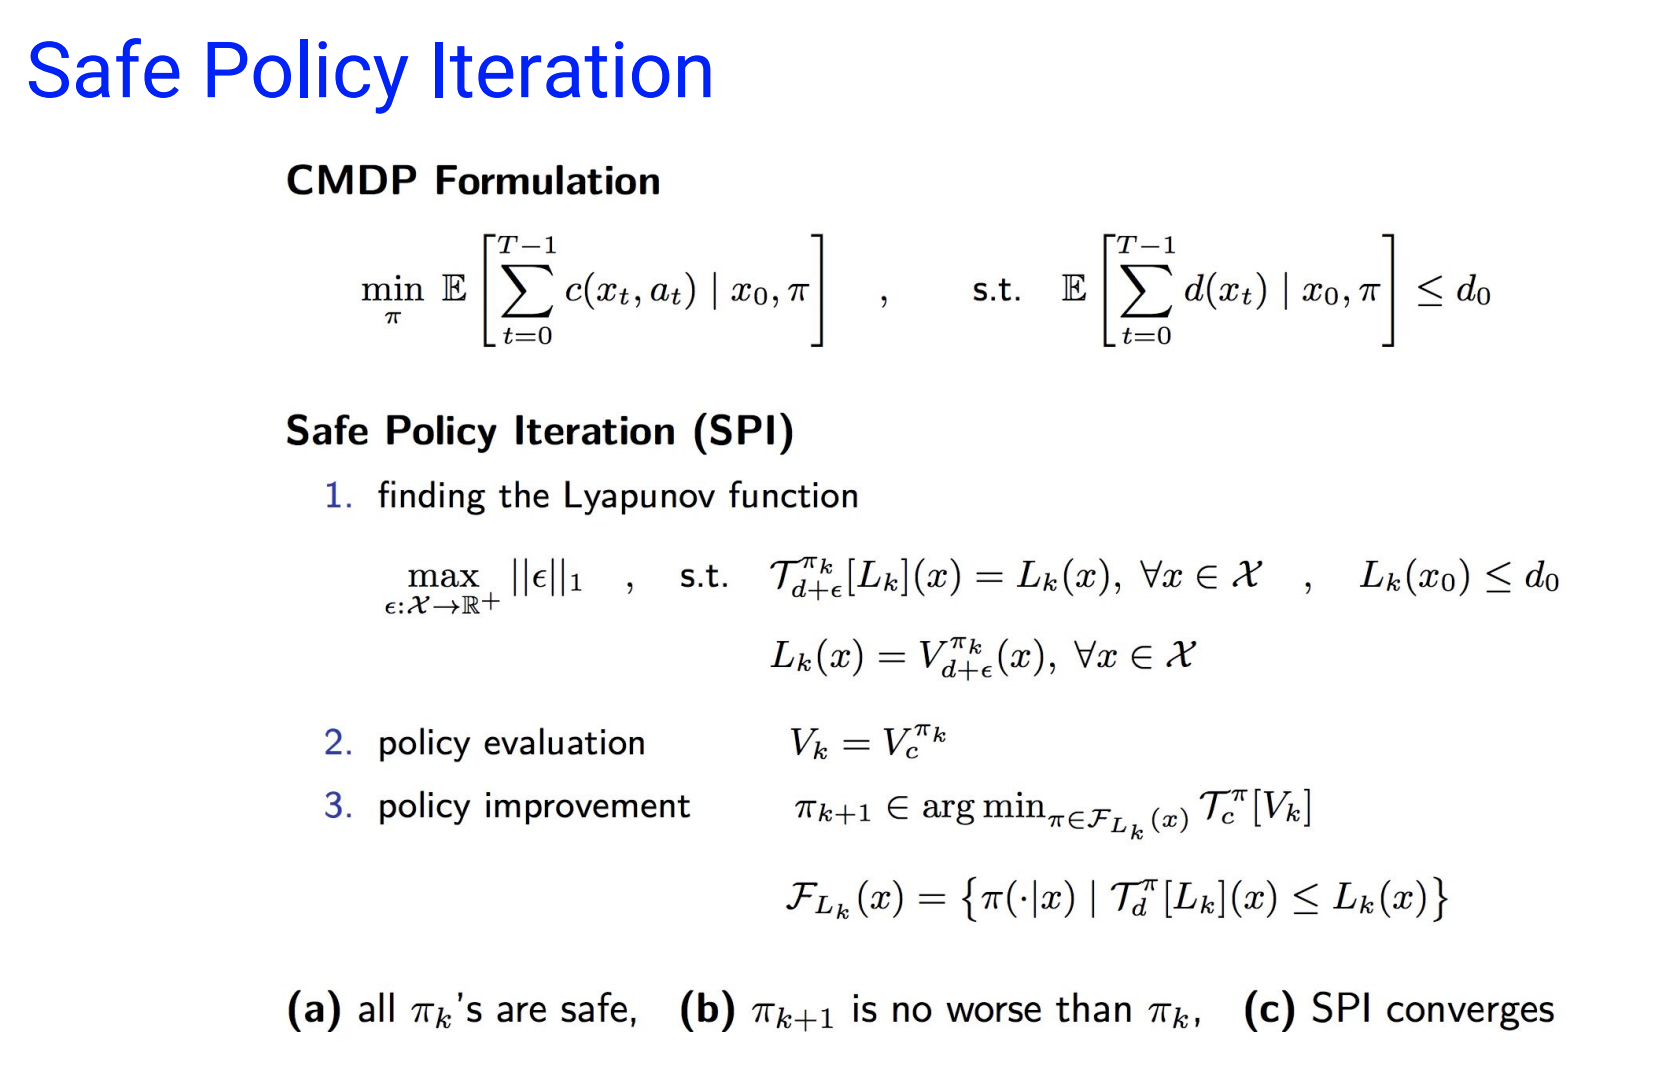 Safe Policy Iteration
CMDP Formulation
$\min_{\pi} \mathbb{E}\left[\sum_{t=0}^{T-1} c(x_t, a_t) \mid x_0, \pi\right]$ , s.t. $\mathbb{E}\left[\sum_{t=0}^{T-1} d(x_t) \mid x_0, \pi\right] \leq d_0$
Safe Policy Iteration (SPI)
1. finding the Lyapunov function
$\max_{\epsilon:\mathcal{X}\to\mathbb{R}^+} ||\epsilon||_1$ , s.t. $\mathcal{T}_{d+\epsilon}^{\pi_k}[L_k](x) = L_k(x), \forall x \in \mathcal{X}$ , $L_k(x_0) \leq d_0$
$L_k(x) = V_{d+\epsilon}^{\pi_k}(x), \forall x \in \mathcal{X}$
2. policy evaluation $V_k = V_c^{\pi_k}$
3. policy improvement $\pi_{k+1} \in \arg\min_{\pi \in \mathcal{F}_{L_k}(x)} \mathcal{T}_c^{\pi}[V_k]$
$\mathcal{F}_{L_k}(x) = \{\pi(\cdot|x) \mid \mathcal{T}_d^{\pi}[L_k](x) \leq L_k(x)\}$
(a) all $\pi_k$'s are safe, (b) $\pi_{k+1}$ is no worse than $\pi_k$, (c) SPI converges